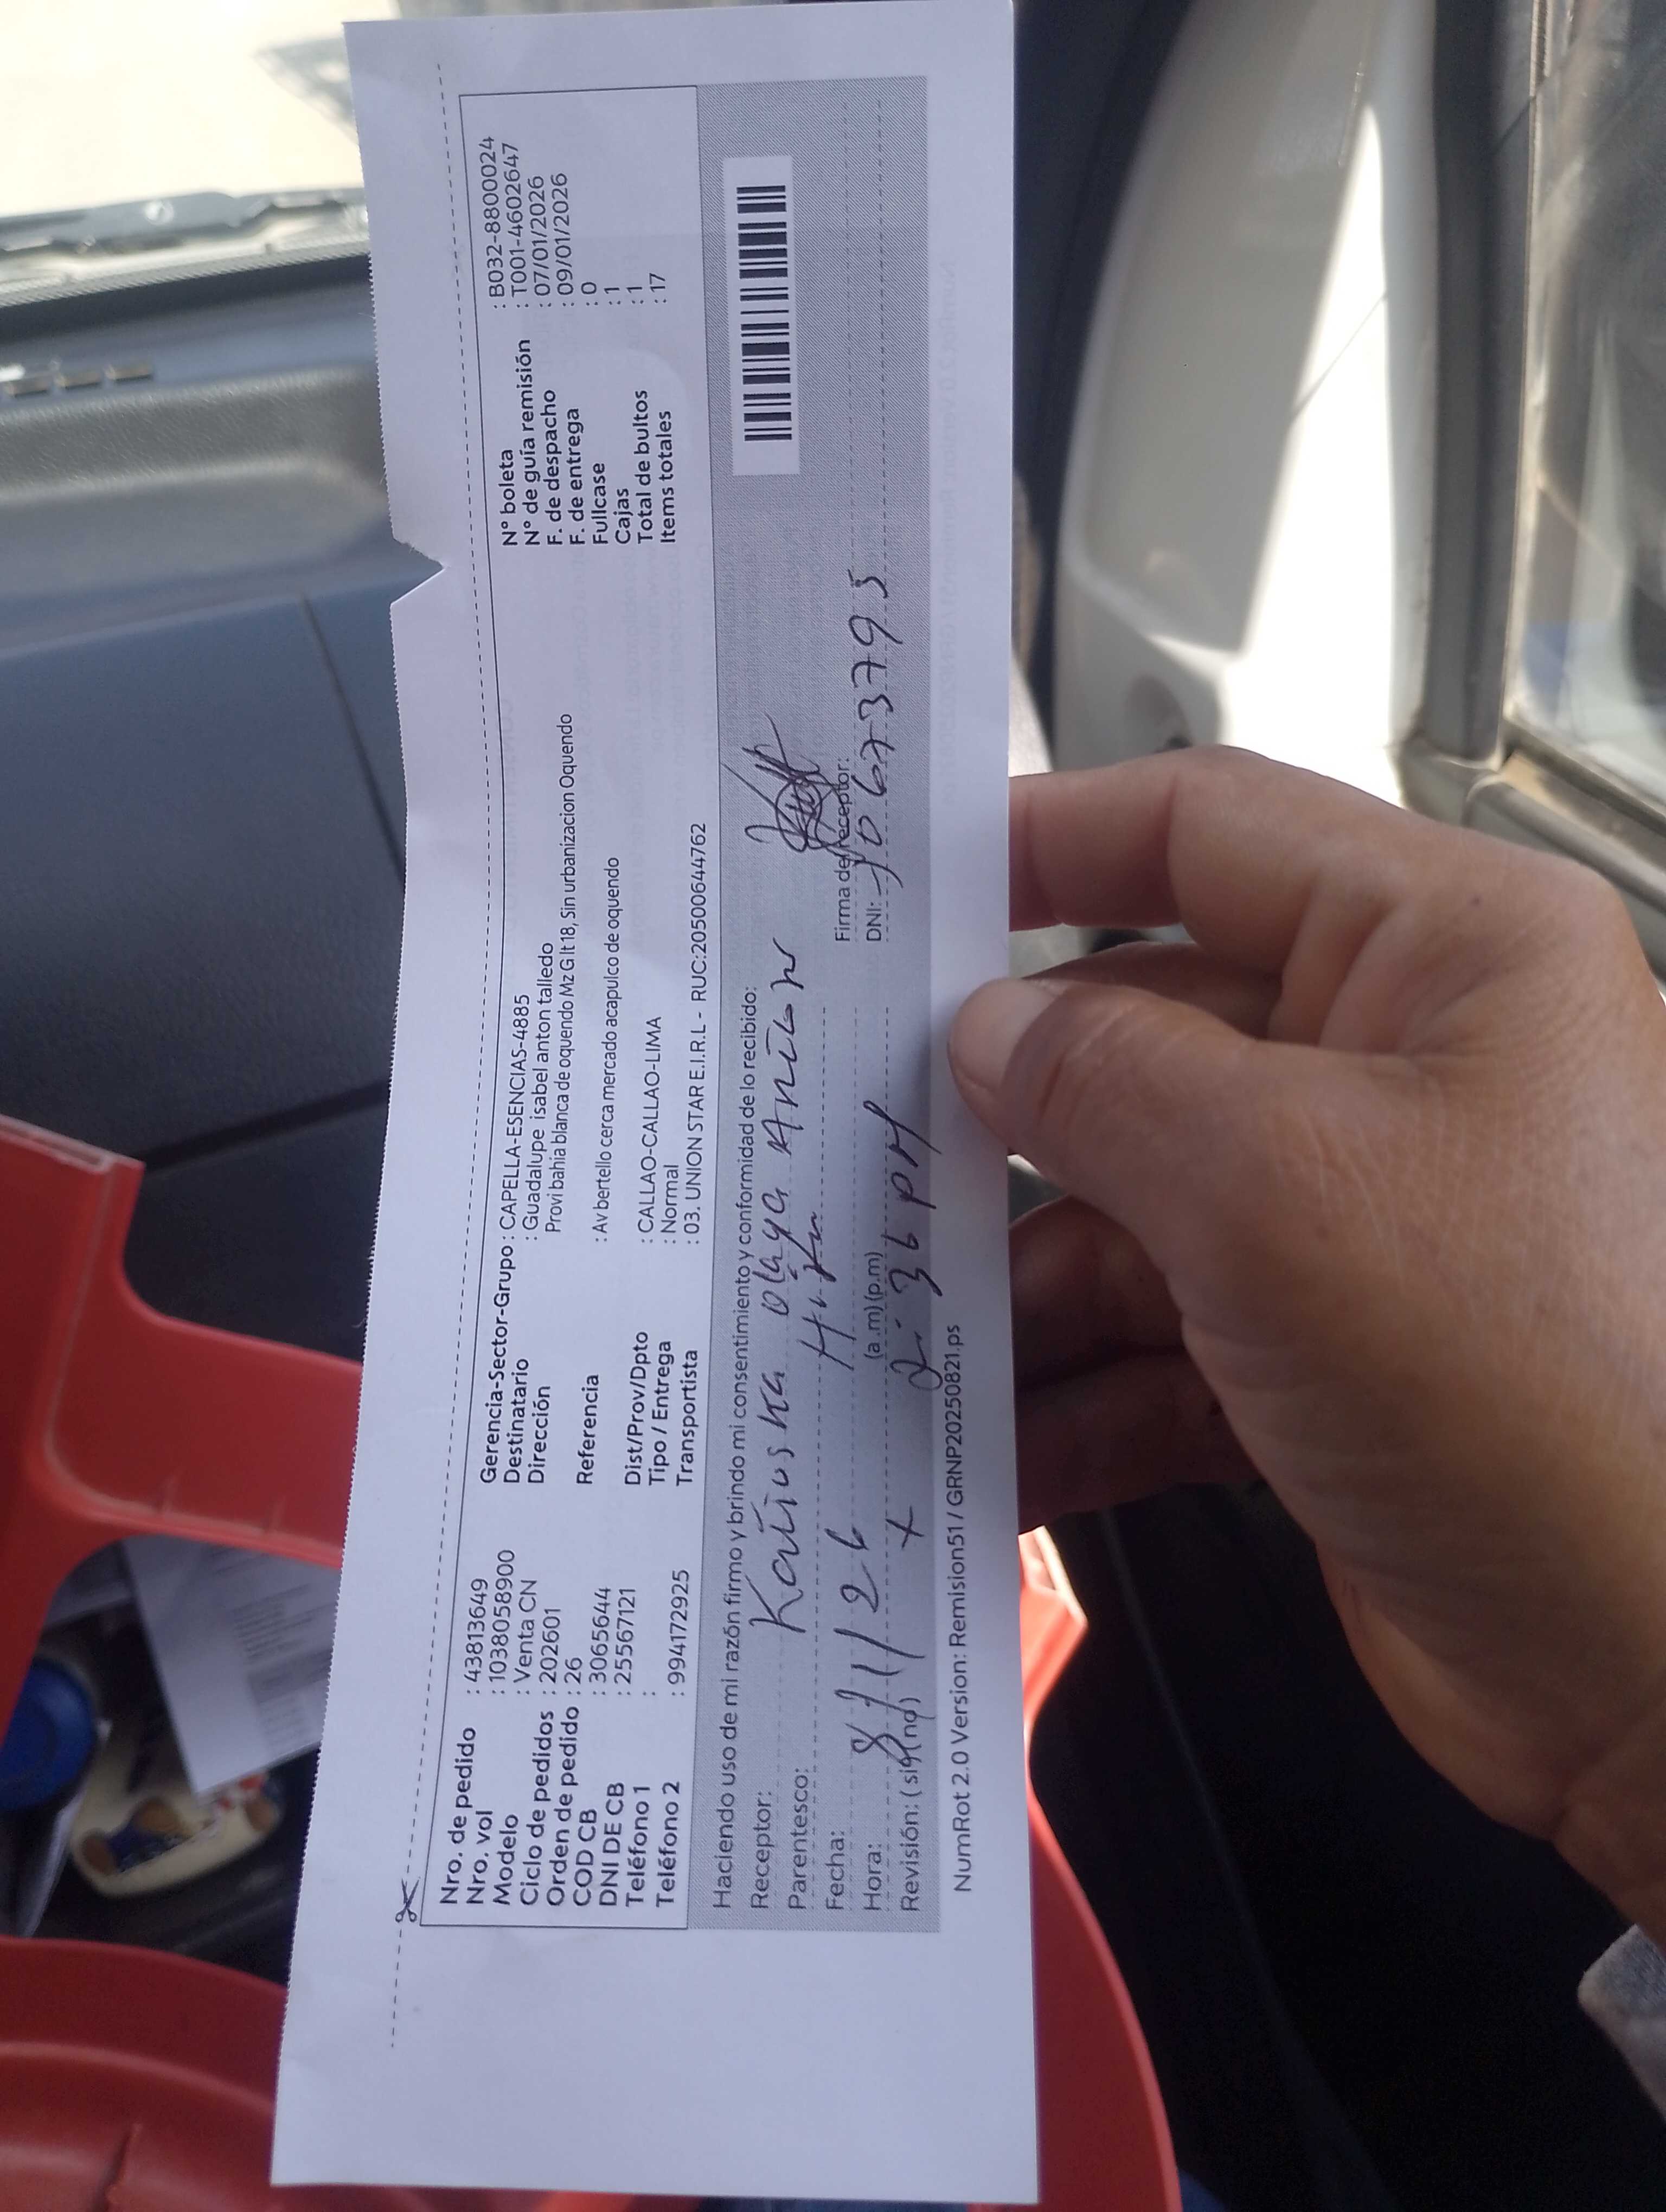 Nro. de pedido : 43813649
Nro. vol : 1038058900
Modelo : Venta CN
Ciclo de pedidos : 202601
Orden de pedido : 26
COD CB : 3065644
DNI DE CB : 25567121
Teléfono 1 :
Teléfono 2 : 994172925
Gerencia-Sector-Grupo : CAPELLA-ESENCIAS-4885
Destinatario : Guadalupe isabel anton talledo
Dirección Provi bahia blanca de oquendo Mz G lt 18, Sin urbanizacion Oquendo
Referencia : Av bertello cerca mercado acapulco de oquendo
Dist/Prov/Dpto : CALLAO-CALLAO-LIMA
Tipo / Entrega : Normal
Transportista : 03. UNION STAR E.I.R.L - RUC:20500644762
N° boleta : B032-8800024
N° de guía remisión : T001-4602647
F. de despacho : 07/01/2026
F. de entrega : 09/01/2026
Fullcase : 0
Cajas : 1
Total de bultos : 1
Items totales : 17
Haciendo uso de mi razón firmo y brindo mi consentimiento y conformidad de lo recibido:
Receptor: Katiuska olaya
Parentesco:
Fecha: 8/1/26
Hora: (a.m) (p.m) 2:36 PM
Revisión: ( si)(no) x
Firma de Receptor:
DNI: 70673795
NumRot 2.0 Version: Remision51 / GRNP20250821.ps